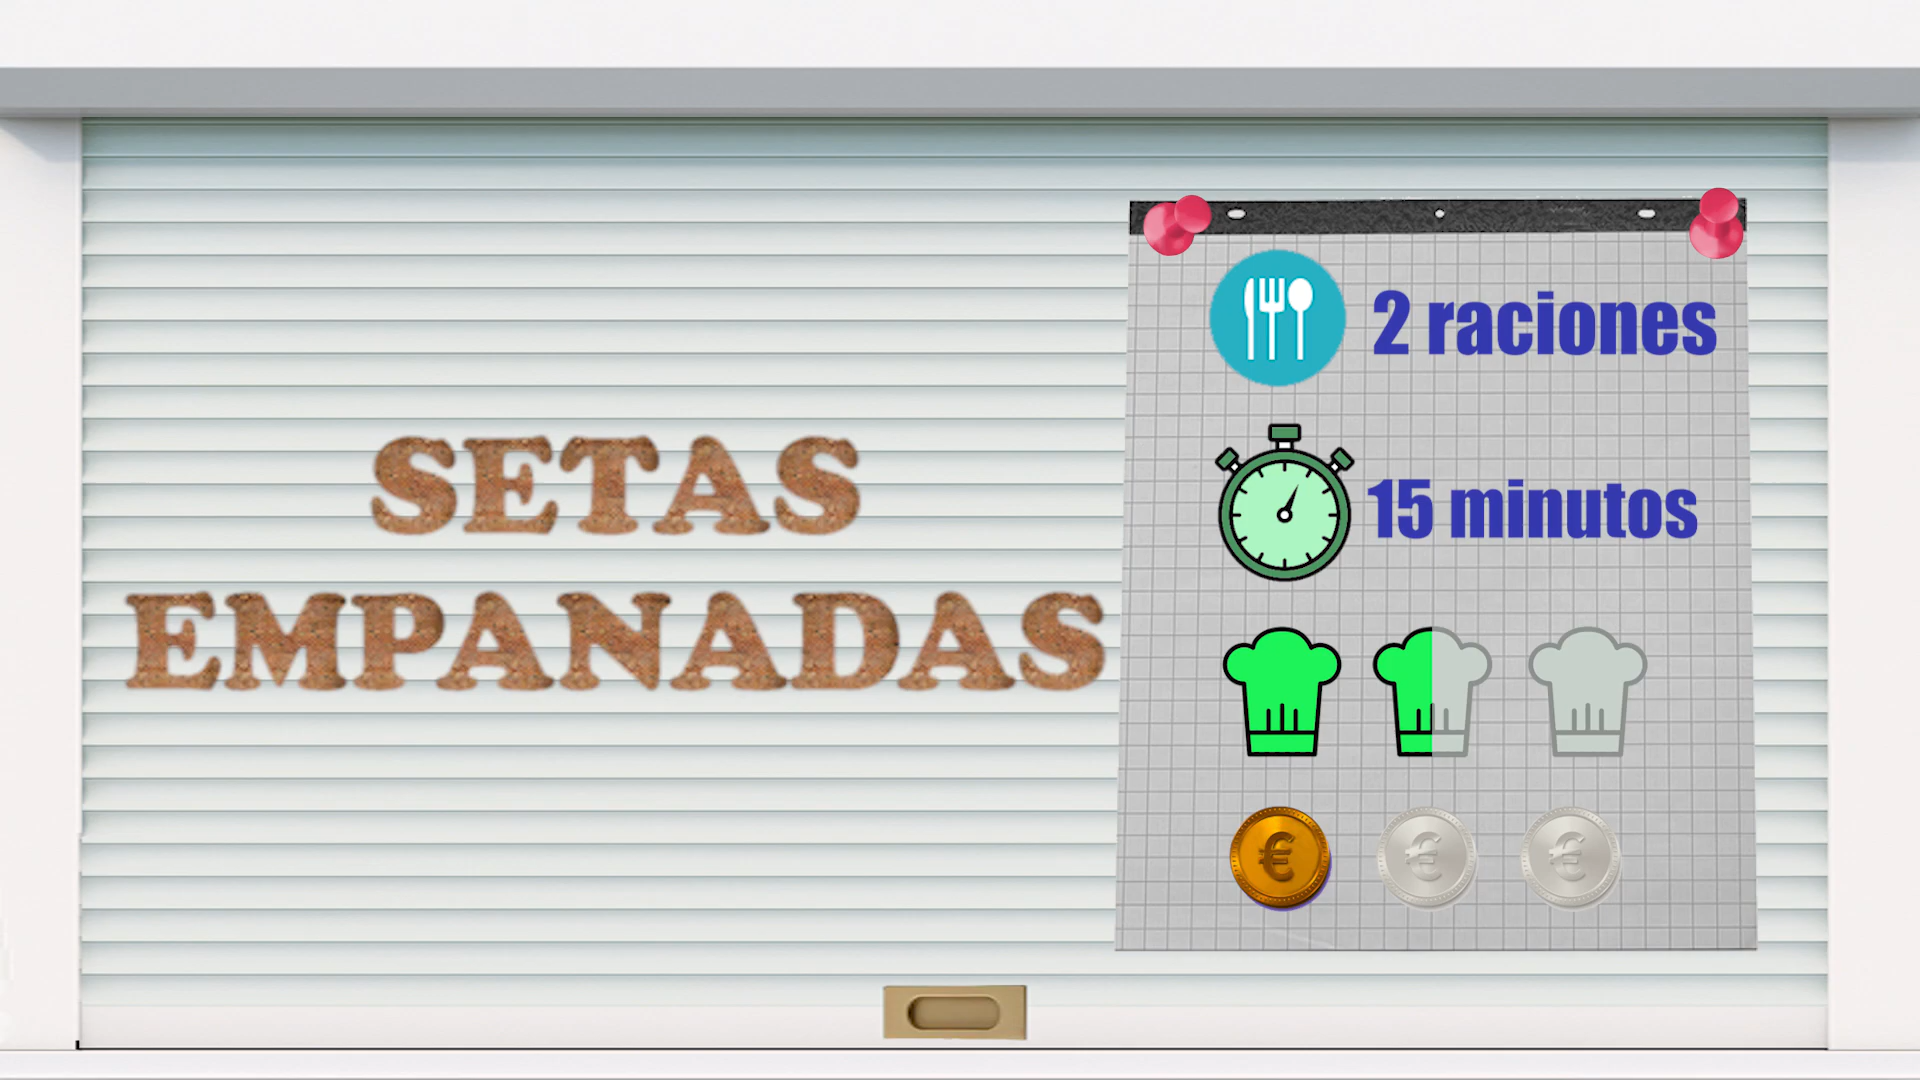 SETAS
EMPANADAS
2 raciones
15 minutos
€ € €